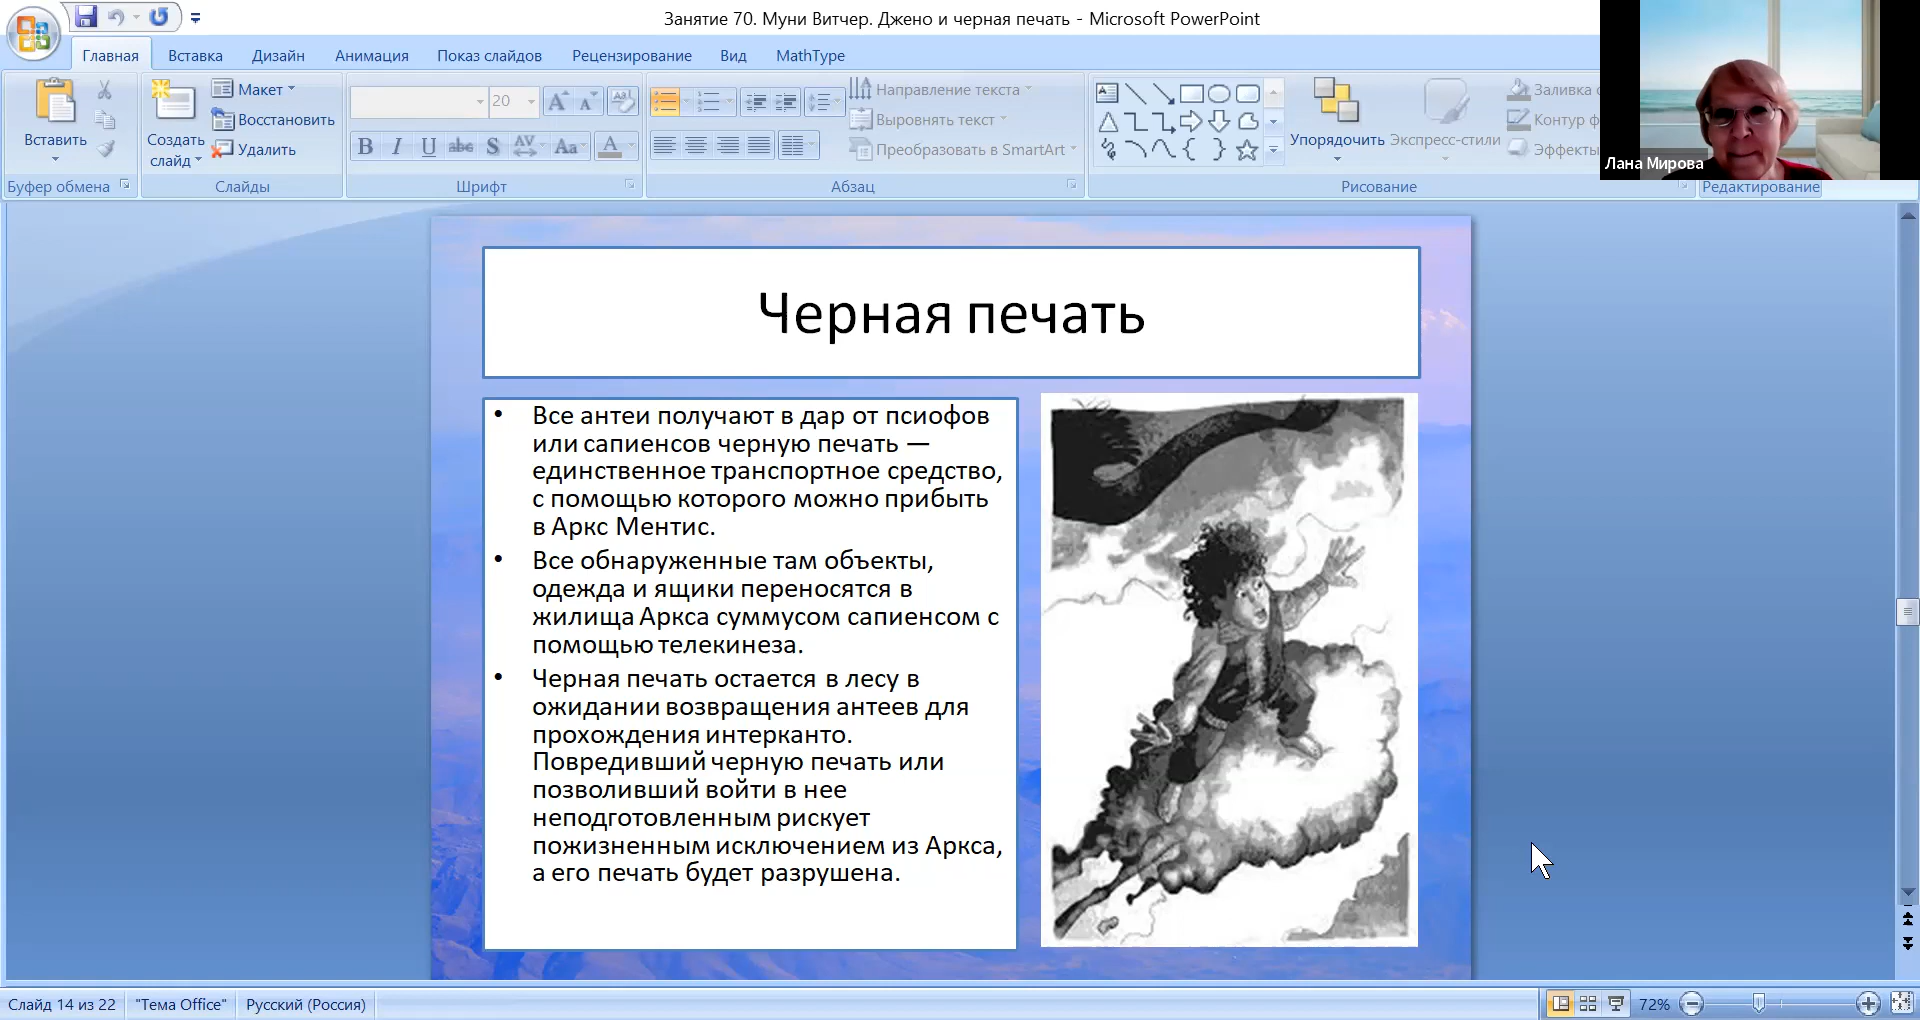 Занятие 70. Муни Витчер. Джено и черная печать - Microsoft PowerPoint
Главная Вставка Дизайн Анимация Показ слайдов Рецензирование Вид MathType
Вставить
Буфер обмена
Создать слайд
Макет
Восстановить
Удалить
Слайды
20
Шрифт
Направление текста
Выровнять текст
Преобразовать в SmartArt
Абзац
Упорядочить
Экспресс-стили
Заливка
Контур ф
Эффекты
Рисование
Редактирование
Лана Мирова
Черная печать
• Все антеи получают в дар от псиофов
или сапиенсов черную печать —
единственное транспортное средство,
с помощью которого можно прибыть
в Аркс Ментис.
• Все обнаруженные там объекты,
одежда и ящики переносятся в
жилища Аркса суммусом сапиенсом с
помощью телекинеза.
• Черная печать остается в лесу в
ожидании возвращения антеев для
прохождения интерканто.
Повредивший черную печать или
позволивший войти в нее
неподготовленным рискует
пожизненным исключением из Аркса,
а его печать будет разрушена.
Слайд 14 из 22 "Тема Office" Русский (Россия) 72%